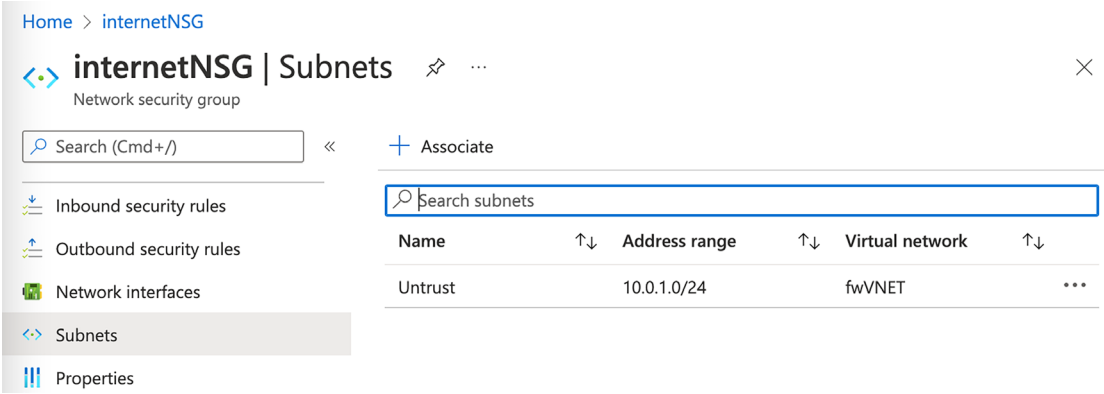 Home > internetNSG
internetNSG | Subnets ...
Network security group
Search (Cmd+/) «
Inbound security rules
Outbound security rules
Network interfaces
Subnets
Properties
+ Associate
Search subnets
Name ↑↓ Address range ↑↓ Virtual network ↑↓
Untrust 10.0.1.0/24 fwVNET ...